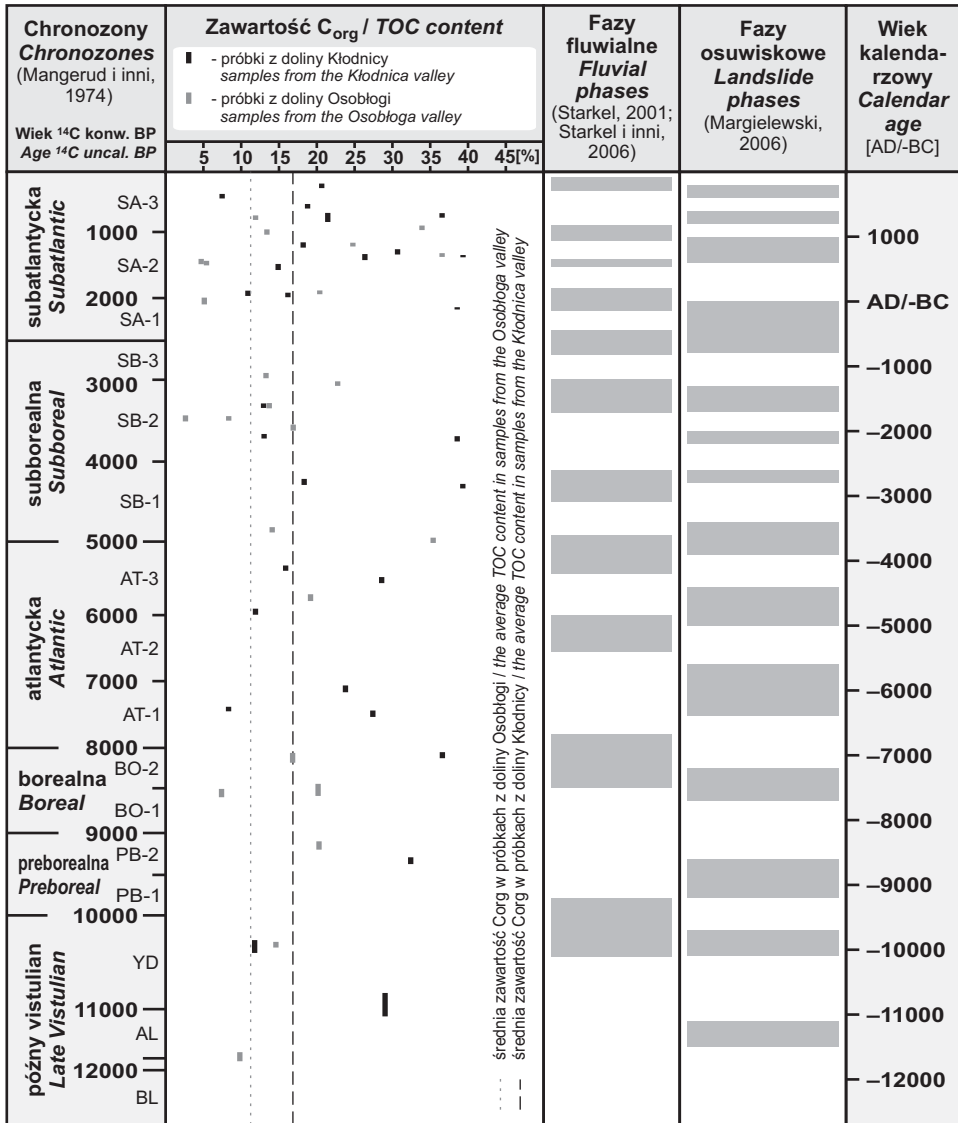 Chronozony
Chronozones
(Mangerud i inni,
1974)
Wiek ¹⁴C konw. BP
Age ¹⁴C uncal. BP
Zawartość Corg / TOC content
- próbki z doliny Kłodnicy
samples from the Kłodnica valley
- próbki z doliny Osobłogi
samples from the Osobłoga valley
5 10 15 20 25 30 35 40 45[%]
Fazy
fluwialne
Fluvial
phases
(Starkel, 2001;
Starkel i inni,
2006)
Fazy
osuwiskowe
Landslide
phases
(Margielewski,
2006)
Wiek
kalenda-
rzowy
Calendar
age
[AD/-BC]
subatlantycka
Subatlantic
SA-3
1000
SA-2
2000
SA-1
subborealna
Subboreal
SB-3
3000
SB-2
4000
SB-1
5000
atlantycka
Atlantic
AT-3
6000
AT-2
7000
AT-1
8000
borealna
Boreal
BO-2
BO-1
9000
preborealna
Preboreal
PB-2
PB-1
10000
późny vistulian
Late Vistulian
YD
11000
AL
12000
BL
średnia zawartość Corg w próbkach z doliny Osobłogi / the average TOC content in samples from the Osobłoga valley
średnia zawartość Corg w próbkach z doliny Kłodnicy / the average TOC content in samples from the Kłodnica valley
1000
AD/-BC
–1000
–2000
–3000
–4000
–5000
–6000
–7000
–8000
–9000
–10000
–11000
–12000